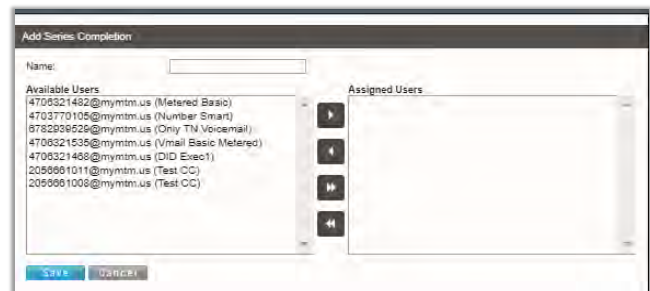 Add Series Completion
Name:
Available Users
Assigned Users
4706321482@mymtm.us (Metered Basic)
4703770105@mymtm.us (Number Smart)
6782939529@mymtm.us (Only TN Voicemail)
4706321535@mymtm.us (Vmail Basic Metered)
4706321468@mymtm.us (DID Exec1)
2056661011@mymtm.us (Test CC)
2056661008@mymtm.us (Test CC)
Save
Cancel